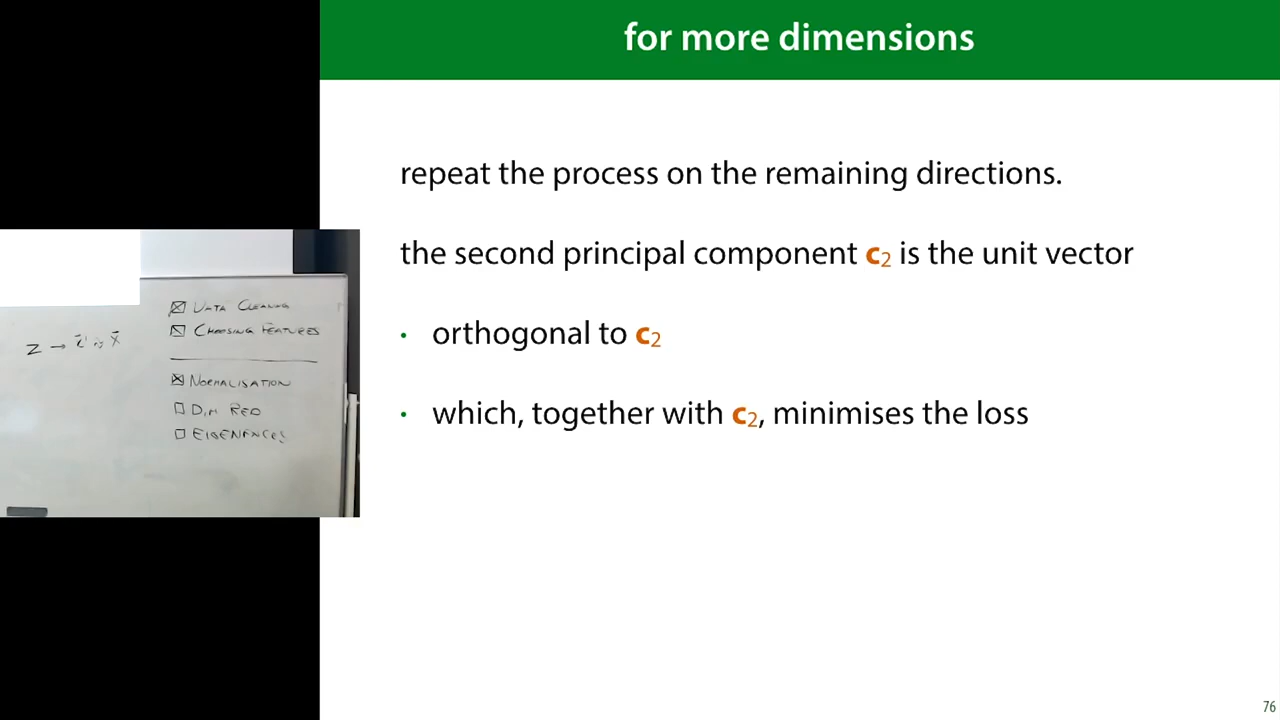 for more dimensions
repeat the process on the remaining directions.
the second principal component c₂ is the unit vector
· orthogonal to c₂
· which, together with c₂, minimises the loss
76
DATA CLEANING
CHOOSING FEATURES
NORMALISATION
DIM RED
EIGENFACES